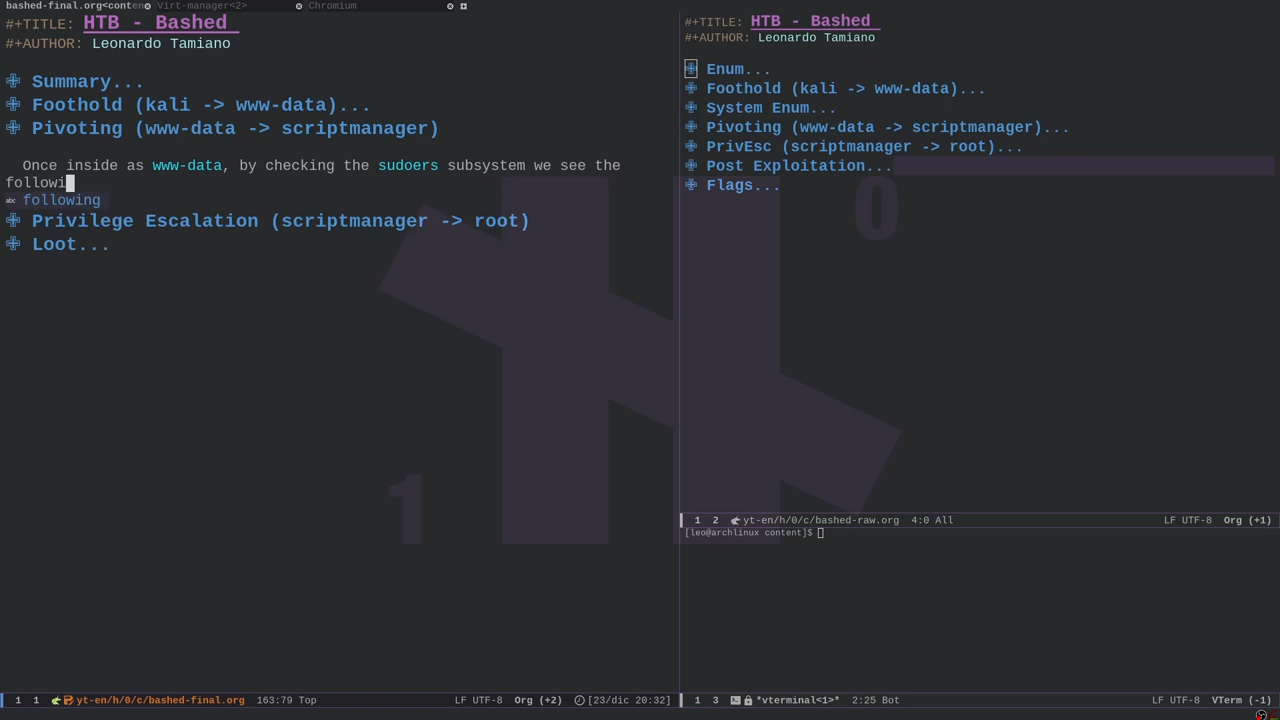 bashed-final.org<conten Virt-manager<2> Chromium
#+TITLE: HTB - Bashed
#+AUTHOR: Leonardo Tamiano
Summary...
Foothold (kali -> www-data)...
Pivoting (www-data -> scriptmanager)
Once inside as www-data, by checking the sudoers subsystem we see the
followi
abc following
Privilege Escalation (scriptmanager -> root)
Loot...
1 1 yt-en/h/0/c/bashed-final.org 163:79 Top LF UTF-8 Org (+2) [23/dic 20:32]
#+TITLE: HTB - Bashed
#+AUTHOR: Leonardo Tamiano
Enum...
Foothold (kali -> www-data)...
System Enum...
Pivoting (www-data -> scriptmanager)...
PrivEsc (scriptmanager -> root)...
Post Exploitation...
Flags...
0
1
1 2 yt-en/h/0/c/bashed-raw.org 4:0 All LF UTF-8 Org (+1)
[leo@archlinux content]$
1 3 *vterminal<1>* 2:25 Bot LF UTF-8 VTerm (-1)